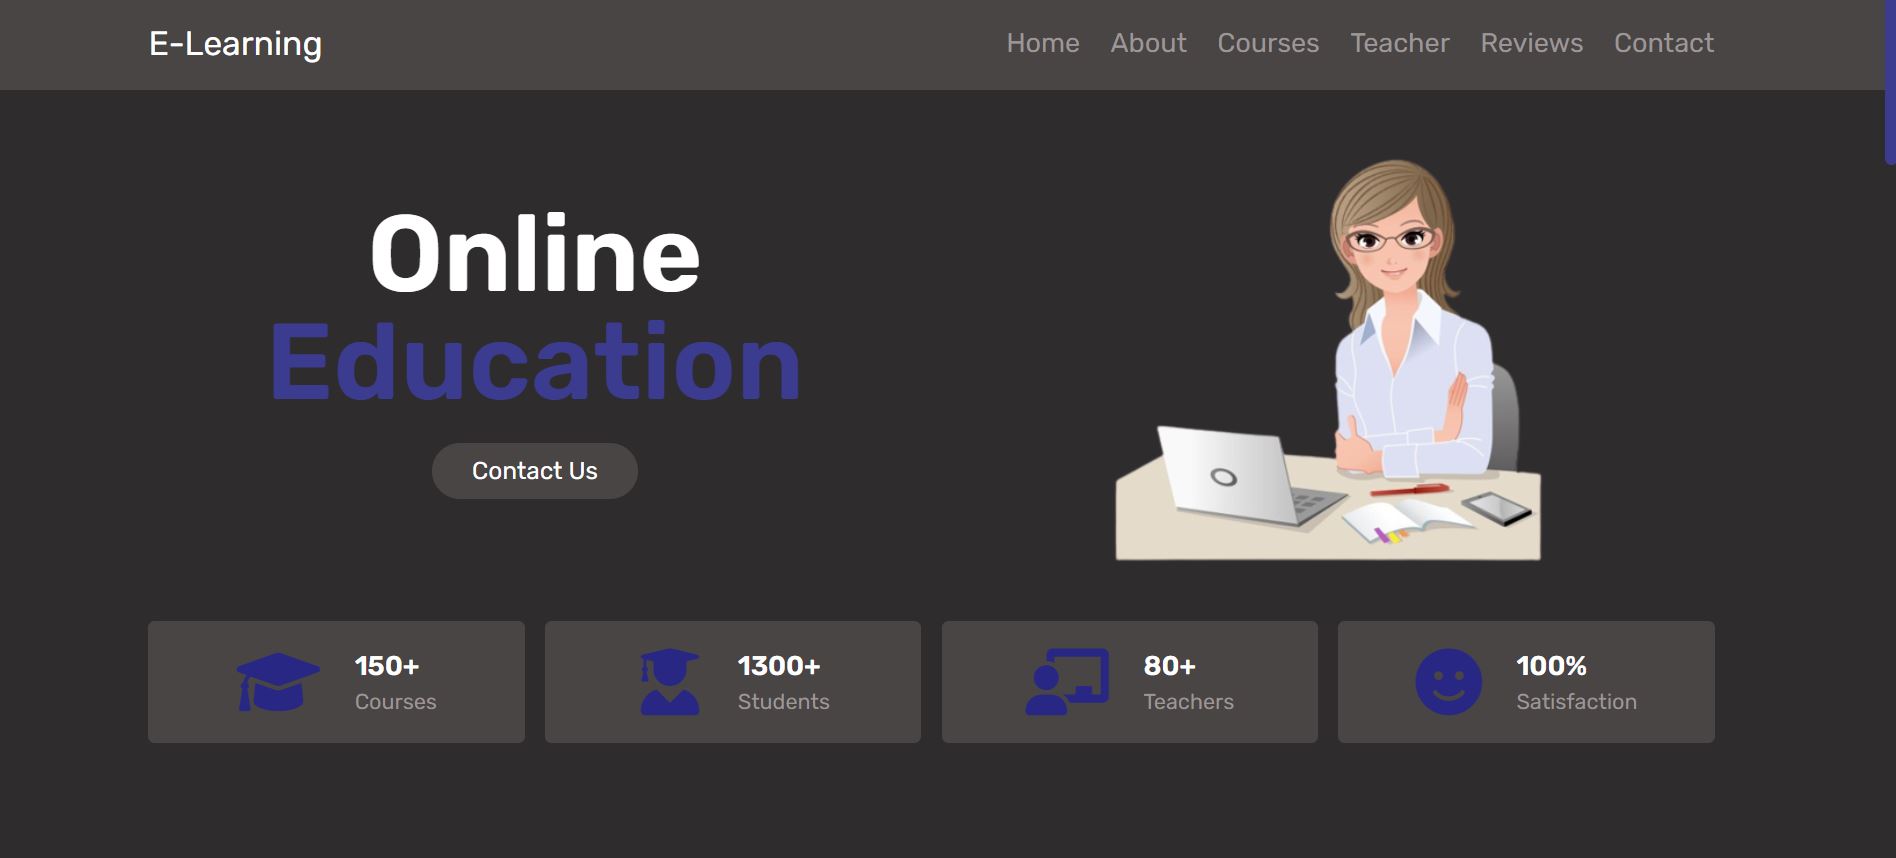 E-Learning
Home About Courses Teacher Reviews Contact
Online
Education
Contact Us
150+
Courses
1300+
Students
80+
Teachers
100%
Satisfaction